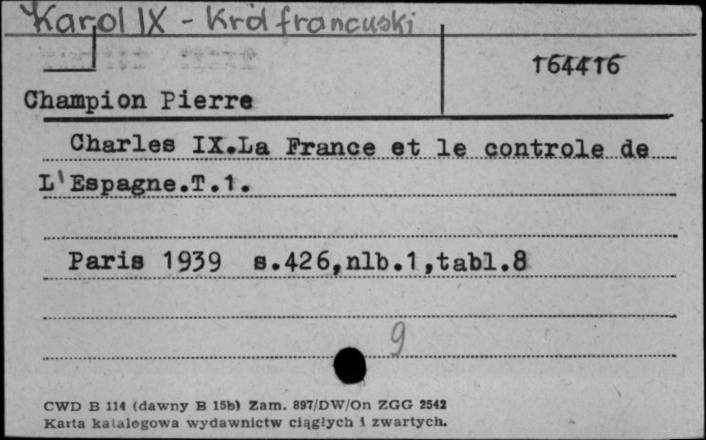 Karol IX - Król francuski
164416
Champion Pierre
Charles IX.La France et le controle de
L'Espagne.T.1.
Paris 1939 s.426,nlb.1,tabl.8
9
CWD B 114 (dawny B 15b) Zam. 897/DW/On ZGG 2542
Karta katalogowa wydawnictw ciągłych i zwartych.